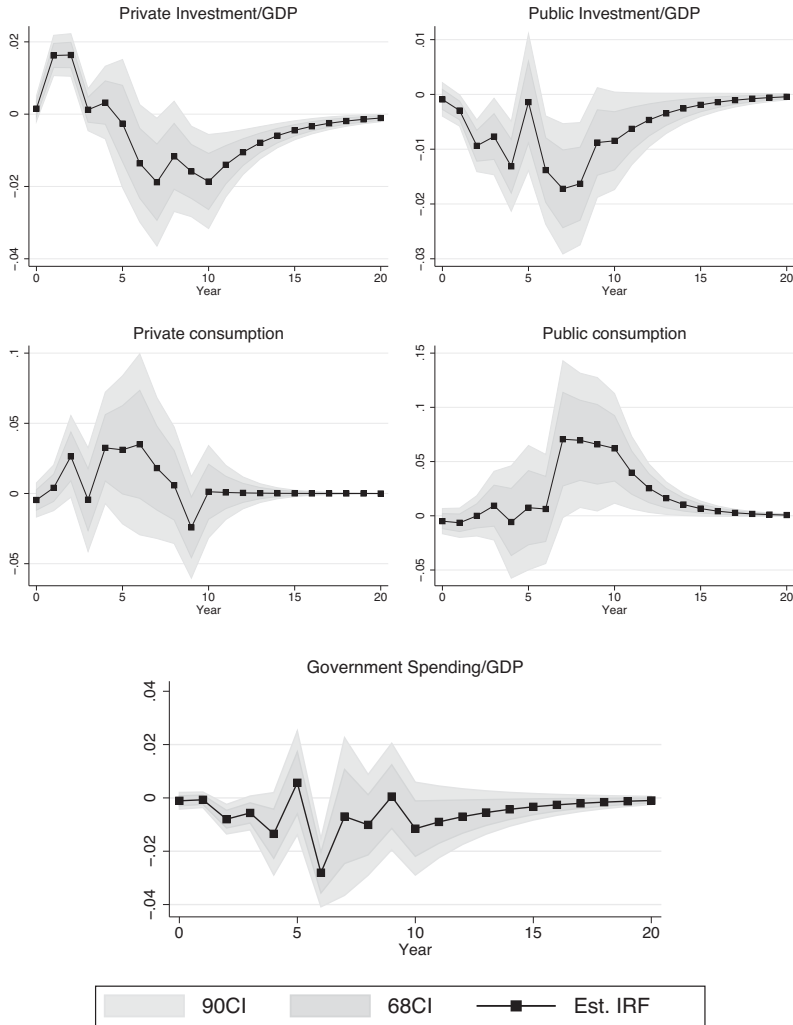 Private Investment/GDP
.02
0
-.02
-.04
0 5 10 15 20
Year
Public Investment/GDP
.01
0
-.01
-.02
-.03
0 5 10 15 20
Year
Private consumption
.1
.05
0
-.05
0 5 10 15 20
Year
Public consumption
.15
.1
.05
0
-.05
0 5 10 15 20
Year
Government Spending/GDP
.04
.02
0
-.02
-.04
0 5 10 15 20
Year
90CI 68CI Est. IRF